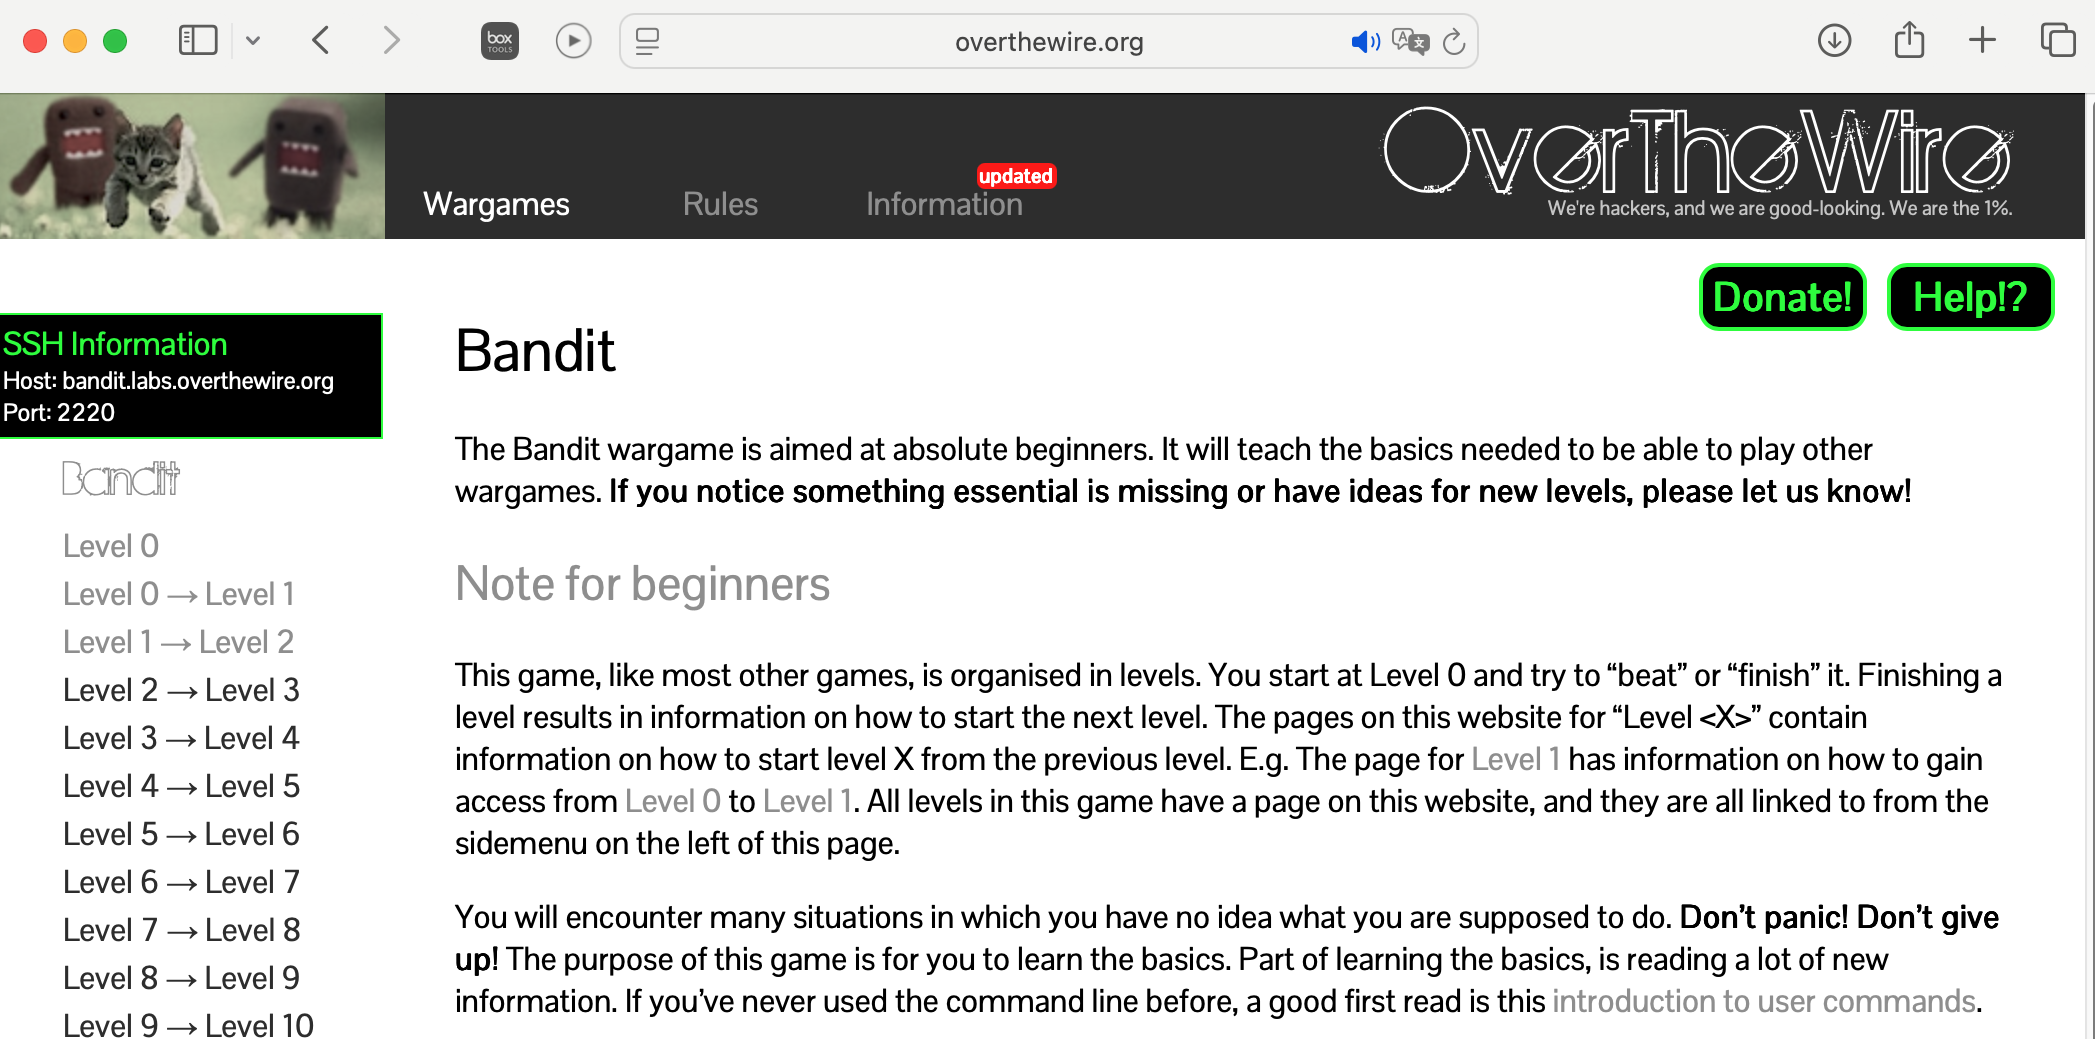 box
TOOLS
overthewire.org
Wargames
Rules
Information
updated
OverTheWire
We're hackers, and we are good-looking. We are the 1%.
Donate!
Help!?
SSH Information
Host: bandit.labs.overthewire.org
Port: 2220
Bandit
Level 0
Level 0 → Level 1
Level 1 → Level 2
Level 2 → Level 3
Level 3 → Level 4
Level 4 → Level 5
Level 5 → Level 6
Level 6 → Level 7
Level 7 → Level 8
Level 8 → Level 9
Level 9 → Level 10
Bandit
The Bandit wargame is aimed at absolute beginners. It will teach the basics needed to be able to play other
wargames. If you notice something essential is missing or have ideas for new levels, please let us know!
Note for beginners
This game, like most other games, is organised in levels. You start at Level 0 and try to “beat” or “finish” it. Finishing a
level results in information on how to start the next level. The pages on this website for “Level <X>” contain
information on how to start level X from the previous level. E.g. The page for Level 1 has information on how to gain
access from Level 0 to Level 1. All levels in this game have a page on this website, and they are all linked to from the
sidemenu on the left of this page.
You will encounter many situations in which you have no idea what you are supposed to do. Don’t panic! Don’t give
up! The purpose of this game is for you to learn the basics. Part of learning the basics, is reading a lot of new
information. If you’ve never used the command line before, a good first read is this introduction to user commands.